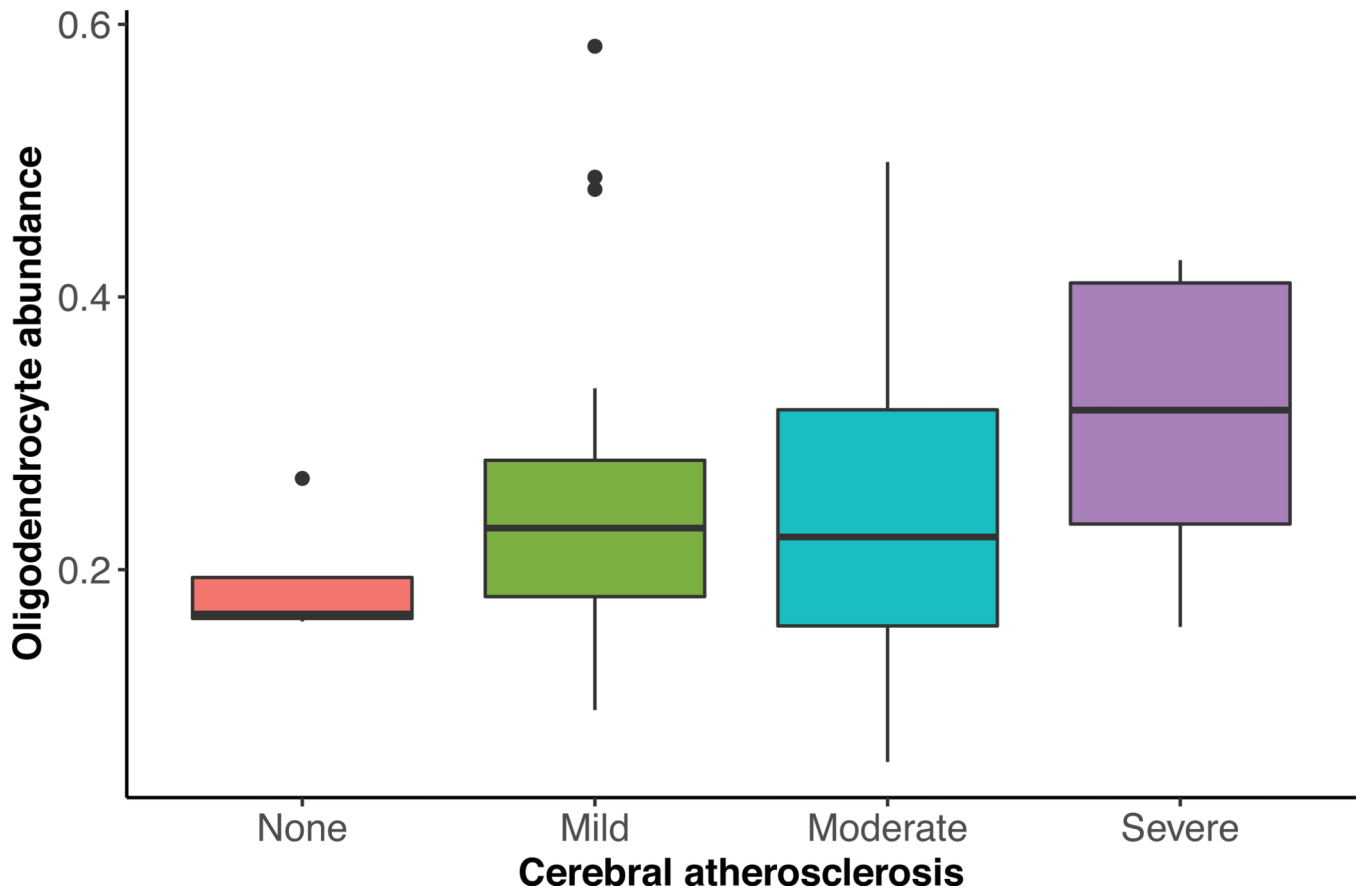 Oligodendrocyte abundance
0.6
0.4
0.2
None Mild Moderate Severe
Cerebral atherosclerosis